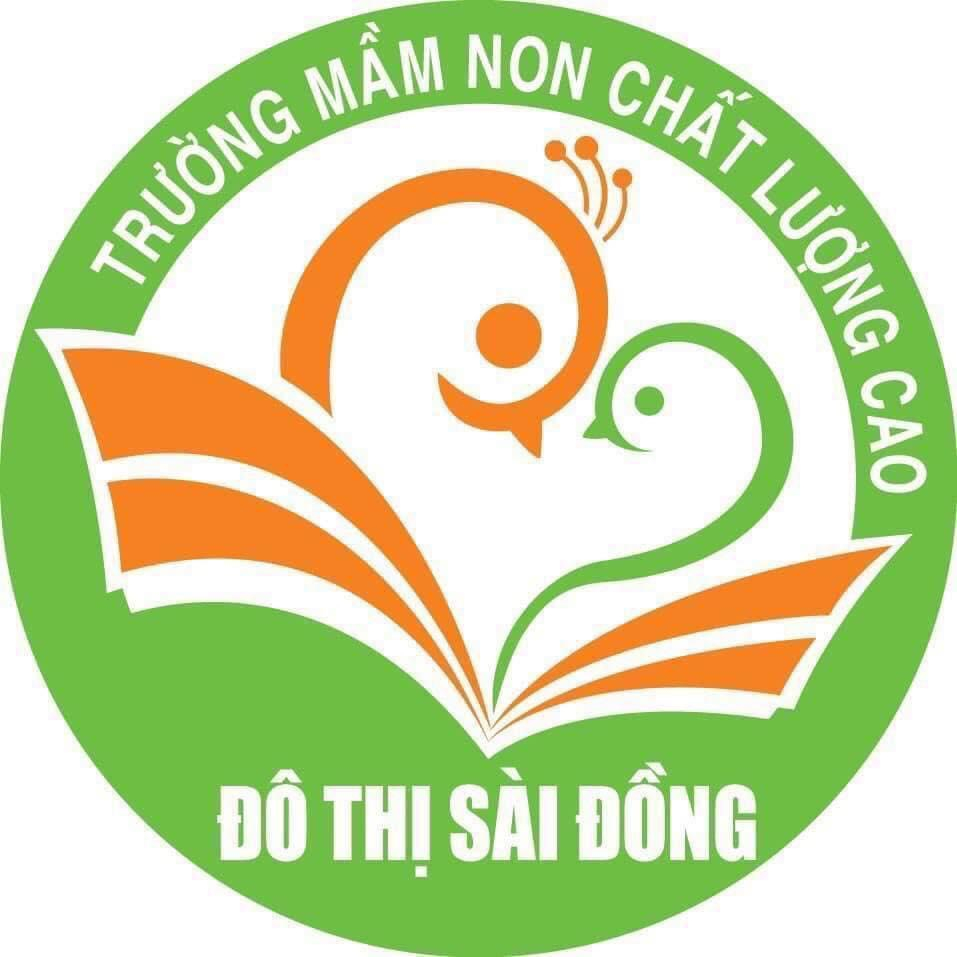 TRƯỜNG MẦM NON CHẤT LƯỢNG CAO
ĐÔ THỊ SÀI ĐỒNG